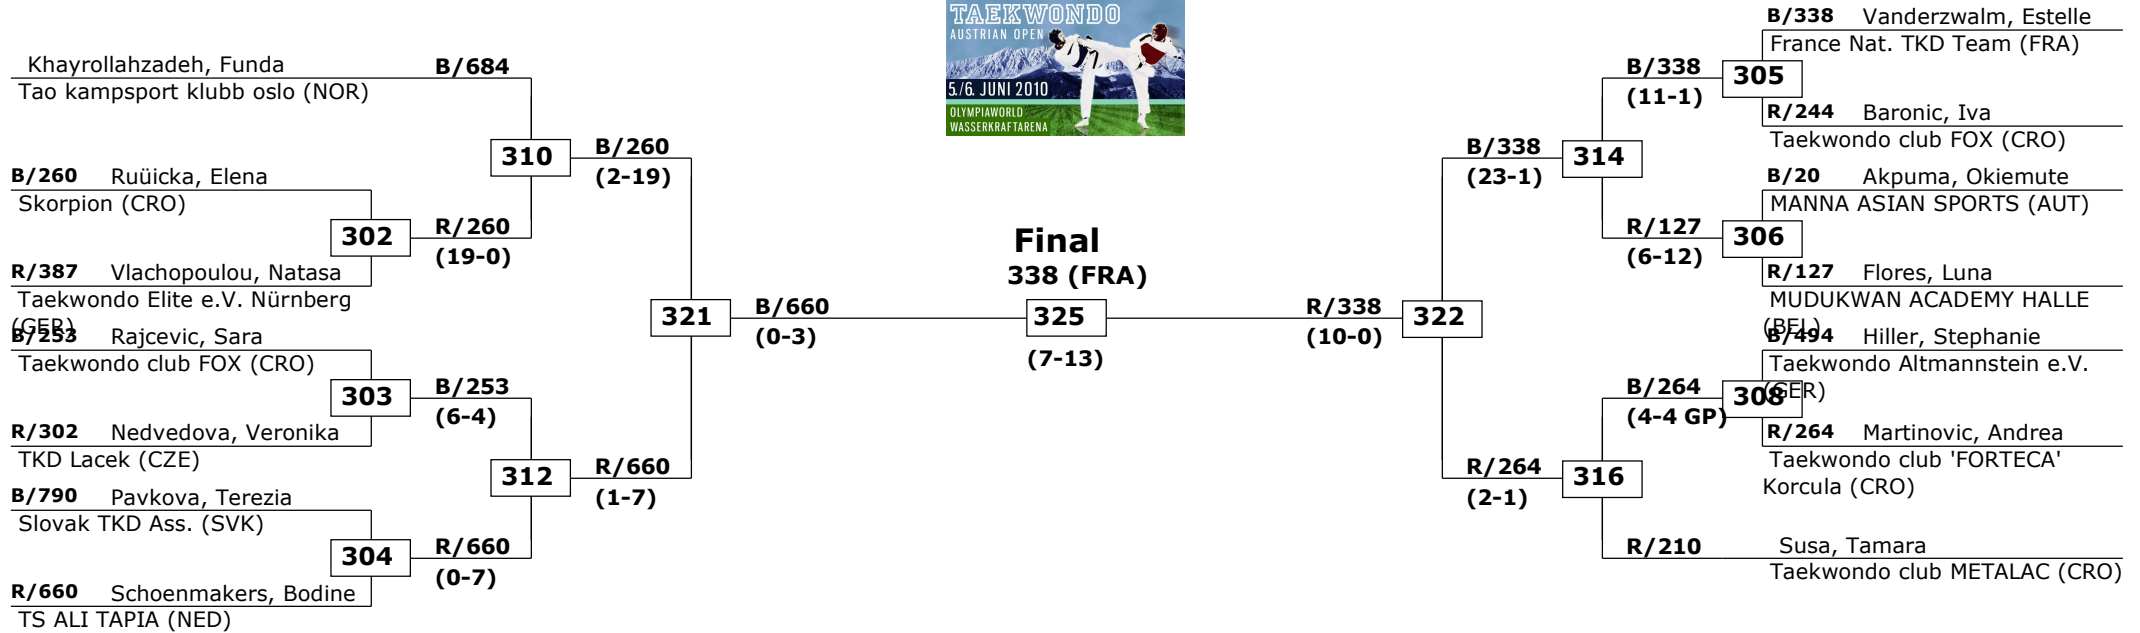 TAEKWONDO
AUSTRIAN OPEN
5./6. JUNI 2010
OLYMPIAWORLD
WASSERKRAFTARENA
Khayrollahzadeh, Funda
B/684
Tao kampsport klubb oslo (NOR)
310
B/260
(2-19)
B/260 Ruüicka, Elena
Skorpion (CRO)
302
R/260
(19-0)
R/387 Vlachopoulou, Natasa
Taekwondo Elite e.V. Nürnberg
(GER)
B/253 Rajcevic, Sara
Taekwondo club FOX (CRO)
303
B/253
(6-4)
R/302 Nedvedova, Veronika
TKD Lacek (CZE)
312
R/660
(1-7)
B/790 Pavkova, Terezia
Slovak TKD Ass. (SVK)
304
R/660
(0-7)
R/660 Schoenmakers, Bodine
TS ALI TAPIA (NED)
321
B/660
(0-3)
Final
338 (FRA)
325
(7-13)
R/338
(10-0)
322
B/338
(23-1)
314
B/338
(11-1)
305
B/338 Vanderzwalm, Estelle
France Nat. TKD Team (FRA)
R/244 Baronic, Iva
Taekwondo club FOX (CRO)
B/20 Akpuma, Okiemute
MANNA ASIAN SPORTS (AUT)
R/127
(6-12)
306
R/127 Flores, Luna
MUDUKWAN ACADEMY HALLE
(BEL)
B/494 Hiller, Stephanie
Taekwondo Altmannstein e.V.
(GER)
B/264
(4-4 GP)
308
R/264 Martinovic, Andrea
Taekwondo club 'FORTECA'
Korcula (CRO)
R/264
(2-1)
316
R/210
Susa, Tamara
Taekwondo club METALAC (CRO)